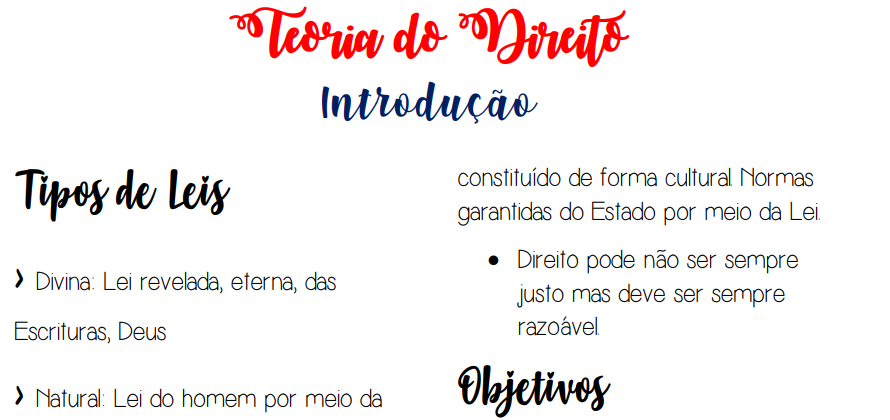 Teoria do Direito
Introdução
Tipos de Leis
› Divina: Lei revelada, eterna, das
Escrituras, Deus
› Natural: Lei do homem por meio da
constituído de forma cultural. Normas
garantidas do Estado por meio da Lei.
• Direito pode não ser sempre
justo mas deve ser sempre
razoável.
Objetivos